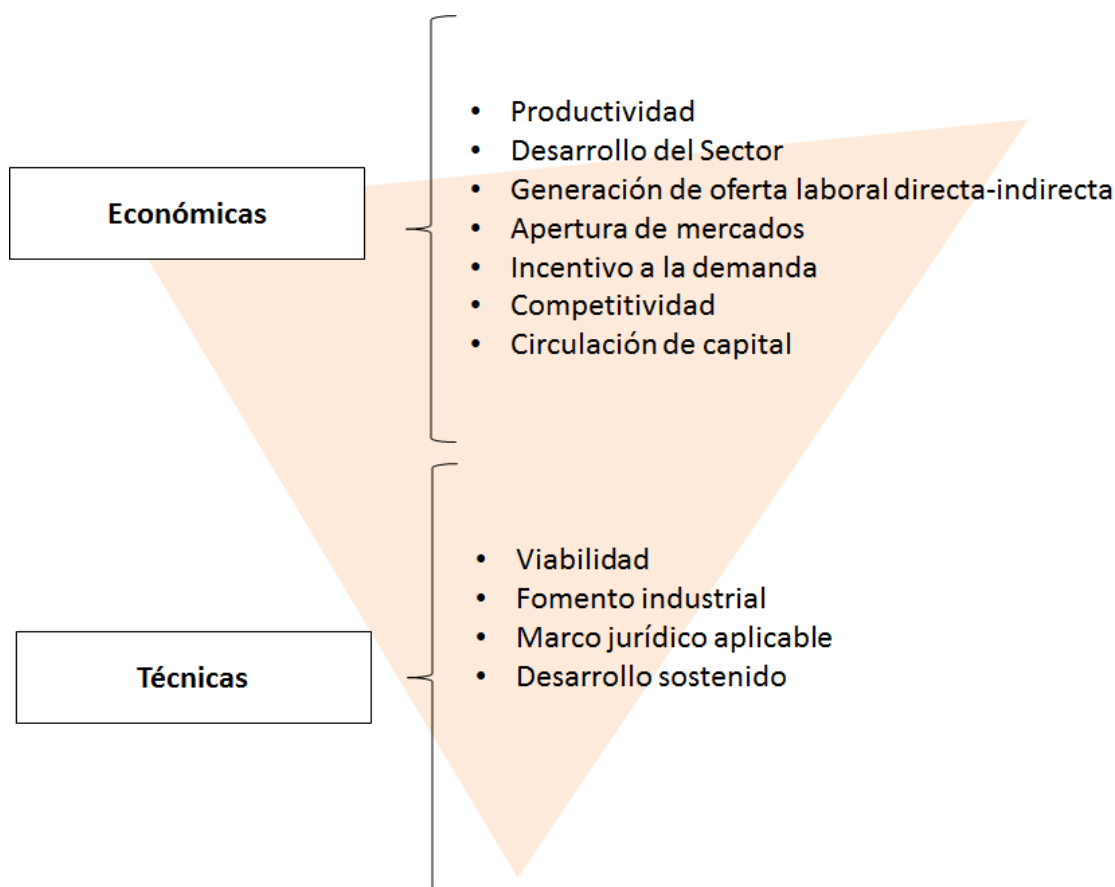 Económicas
• Productividad
• Desarrollo del Sector
• Generación de oferta laboral directa-indirecta
• Apertura de mercados
• Incentivo a la demanda
• Competitividad
• Circulación de capital
Técnicas
• Viabilidad
• Fomento industrial
• Marco jurídico aplicable
• Desarrollo sostenido